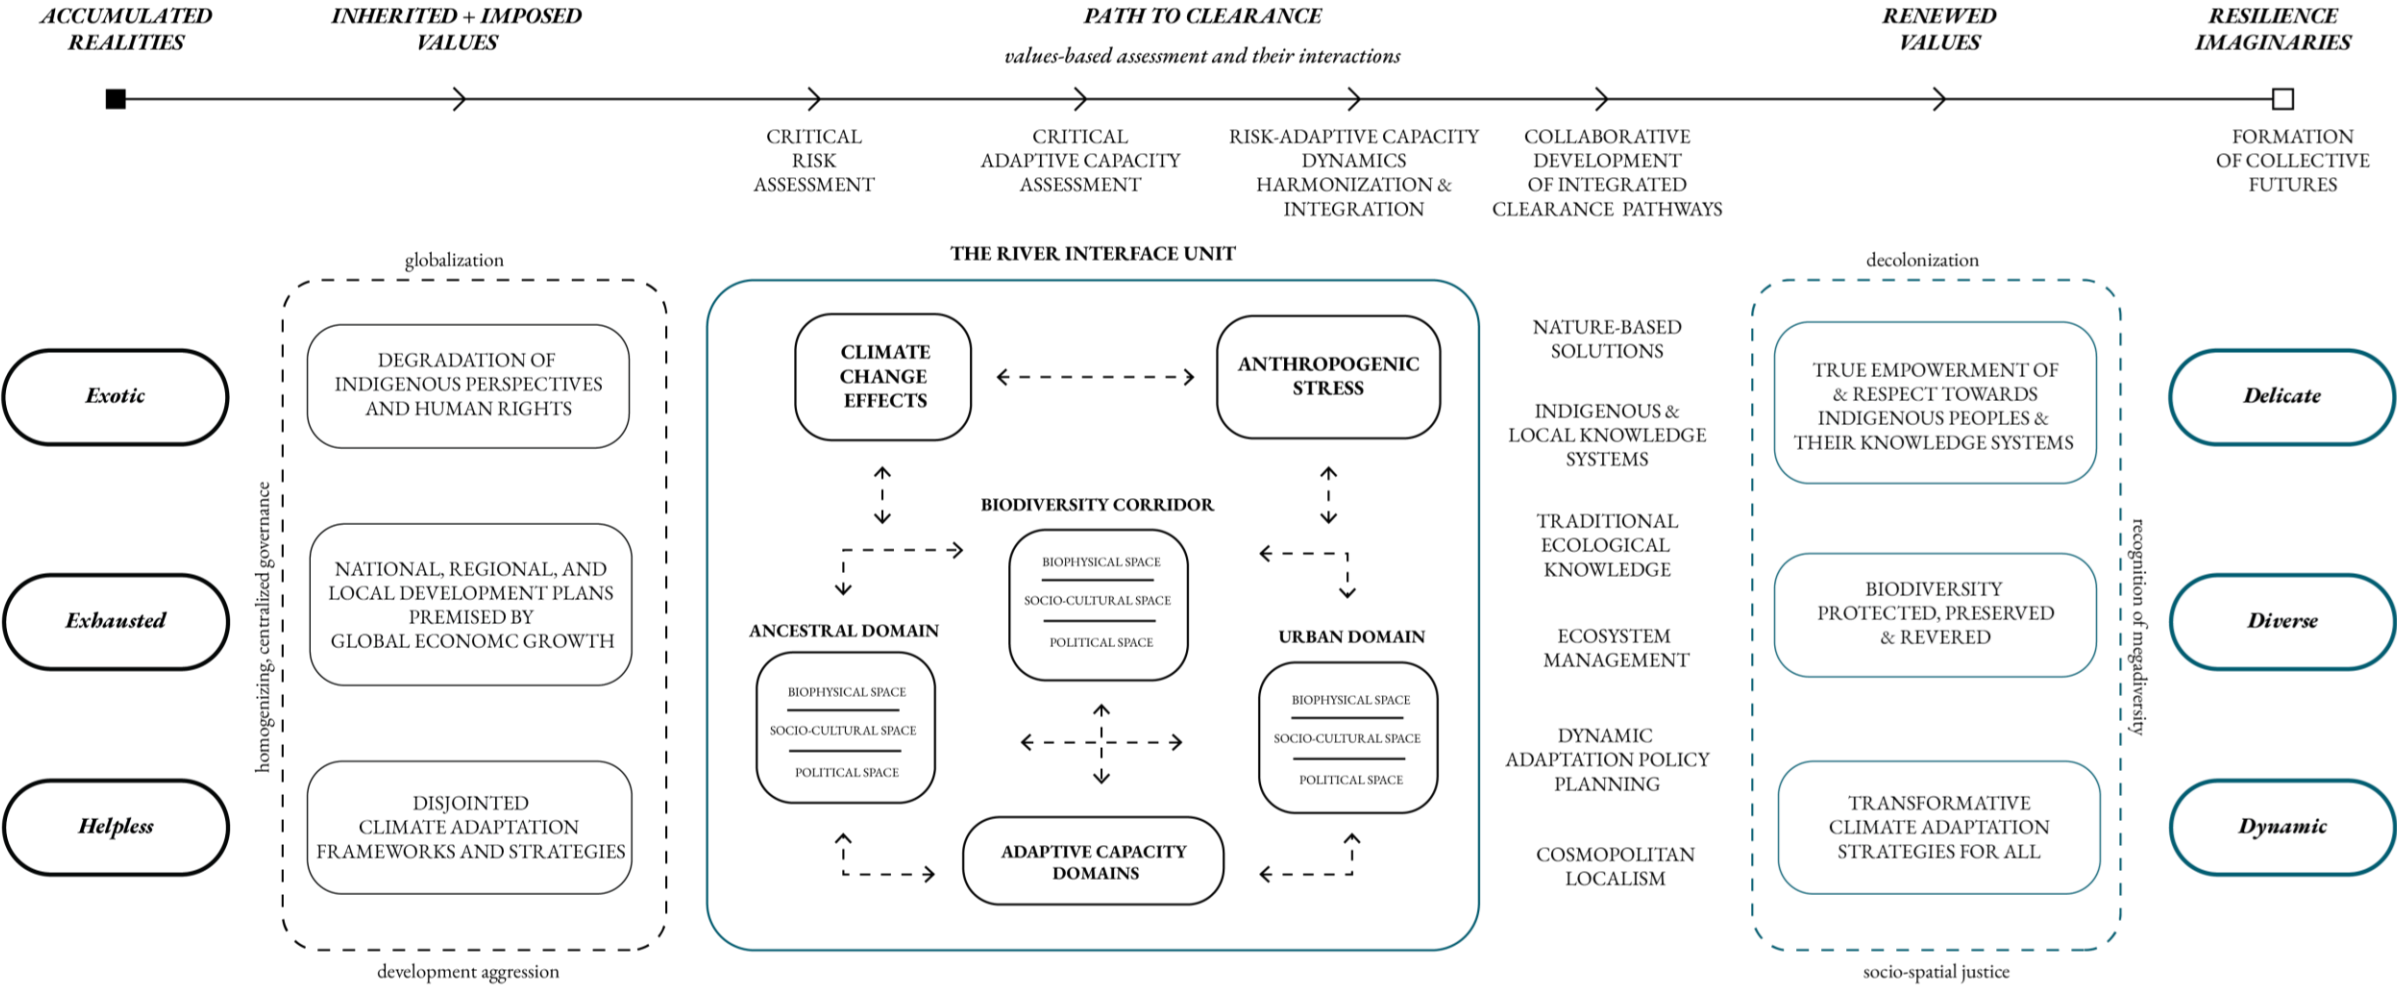 ACCUMULATED
REALITIES
INHERITED + IMPOSED
VALUES
PATH TO CLEARANCE
values-based assessment and their interactions
RENEWED
VALUES
RESILIENCE
IMAGINARIES
CRITICAL
RISK
ASSESSMENT
CRITICAL
ADAPTIVE CAPACITY
ASSESSMENT
RISK-ADAPTIVE CAPACITY
DYNAMICS
HARMONIZATION &
INTEGRATION
COLLABORATIVE
DEVELOPMENT
OF INTEGRATED
CLEARANCE PATHWAYS
FORMATION
OF COLLECTIVE
FUTURES
Exotic
Exhausted
Helpless
globalization
homogenizing, centralized governance
DEGRADATION OF
INDIGENOUS PERSPECTIVES
AND HUMAN RIGHTS
NATIONAL, REGIONAL, AND
LOCAL DEVELOPMENT PLANS
PREMISED BY
GLOBAL ECONOMC GROWTH
DISJOINTED
CLIMATE ADAPTATION
FRAMEWORKS AND STRATEGIES
development aggression
THE RIVER INTERFACE UNIT
CLIMATE
CHANGE
EFFECTS
ANTHROPOGENIC
STRESS
BIODIVERSITY CORRIDOR
BIOPHYSICAL SPACE
SOCIO-CULTURAL SPACE
POLITICAL SPACE
ANCESTRAL DOMAIN
BIOPHYSICAL SPACE
SOCIO-CULTURAL SPACE
POLITICAL SPACE
URBAN DOMAIN
BIOPHYSICAL SPACE
SOCIO-CULTURAL SPACE
POLITICAL SPACE
ADAPTIVE CAPACITY
DOMAINS
NATURE-BASED
SOLUTIONS
INDIGENOUS &
LOCAL KNOWLEDGE
SYSTEMS
TRADITIONAL
ECOLOGICAL
KNOWLEDGE
ECOSYSTEM
MANAGEMENT
DYNAMIC
ADAPTATION POLICY
PLANNING
COSMOPOLITAN
LOCALISM
decolonization
TRUE EMPOWERMENT OF
& RESPECT TOWARDS
INDIGENOUS PEOPLES &
THEIR KNOWLEDGE SYSTEMS
BIODIVERSITY
PROTECTED, PRESERVED
& REVERED
TRANSFORMATIVE
CLIMATE ADAPTATION
STRATEGIES FOR ALL
recognition of megadiversity
socio-spatial justice
Delicate
Diverse
Dynamic